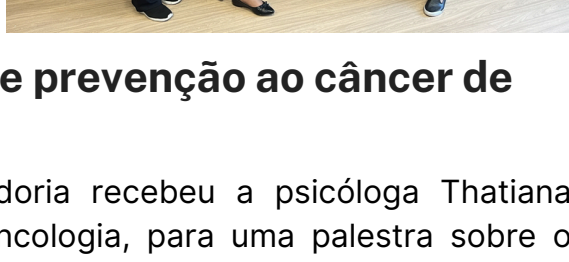 e prevenção ao câncer de
doria recebeu a psicóloga Thatiana
ncologia, para uma palestra sobre o